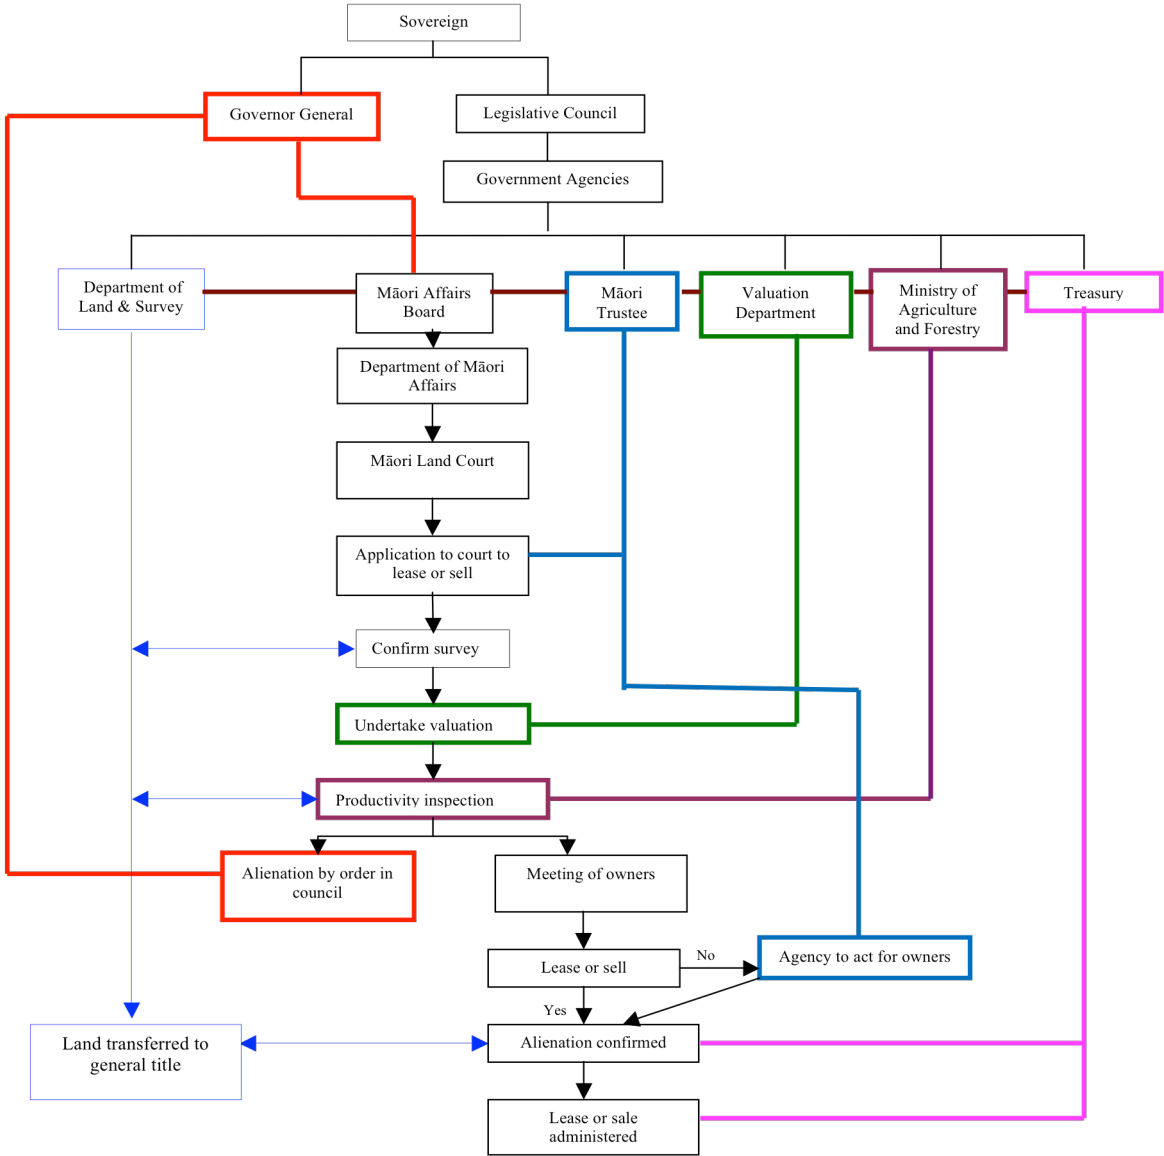 Sovereign
Governor General
Legislative Council
Government Agencies
Department of
Land & Survey
Māori Affairs
Board
Māori
Trustee
Valuation
Department
Ministry of
Agriculture
and Forestry
Treasury
Department of Māori
Affairs
Māori Land Court
Application to court to
lease or sell
Confirm survey
Undertake valuation
Productivity inspection
Alienation by order in
council
Meeting of owners
Lease or sell
No
Agency to act for owners
Yes
Alienation confirmed
Land transferred to
general title
Lease or sale
administered